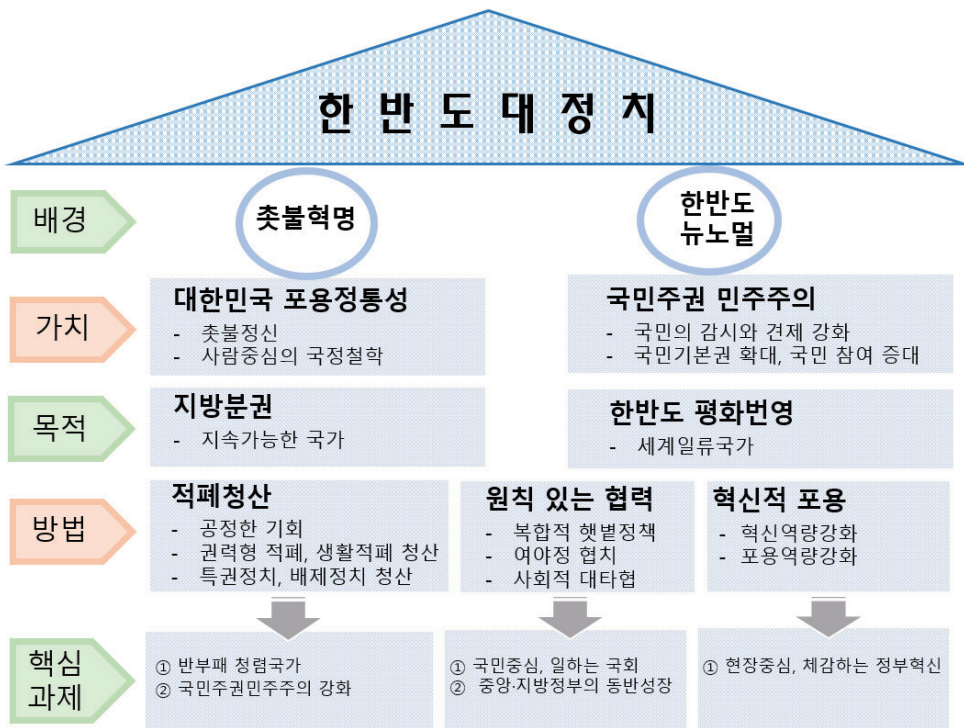 한반도대정치
배경
촛불혁명
한반도
뉴노멀
가치
대한민국 포용정통성
- 촛불정신
- 사람중심의 국정철학
국민주권 민주주의
- 국민의 감시와 견제 강화
- 국민기본권 확대, 국민 참여 증대
목적
지방분권
- 지속가능한 국가
한반도 평화번영
- 세계일류국가
방법
적폐청산
- 공정한 기회
- 권력형 적폐, 생활적폐 청산
- 특권정치, 배제정치 청산
원칙 있는 협력
- 복합적 햇볕정책
- 여야정 협치
- 사회적 대타협
혁신적 포용
- 혁신역량강화
- 포용역량강화
핵심
과제
① 반부패 청렴국가
② 국민주권민주주의 강화
① 국민중심, 일하는 국회
② 중앙·지방정부의 동반성장
① 현장중심, 체감하는 정부혁신